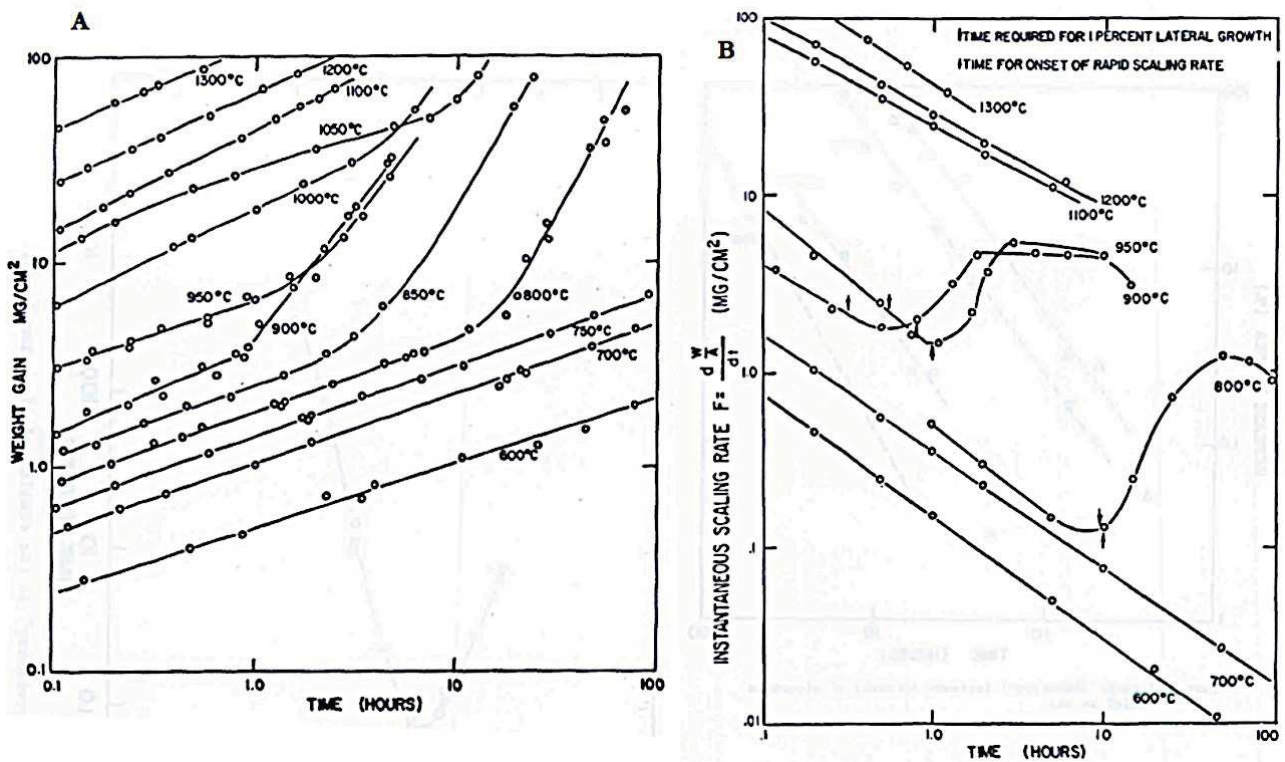 A
WEIGHT GAIN MG/CM²
100
10
1.0
0.1
1300°C
1200°C
1100°C
1050°C
1000°C
950°C
900°C
850°C
800°C
750°C
700°C
600°C
0.1
1.0
10
100
TIME (HOURS)
B
INSTANTANEOUS SCALING RATE F= d W/A / dt (MG/CM²)
100
10
1.0
.1
.01
TIME REQUIRED FOR 1 PERCENT LATERAL GROWTH
TIME FOR ONSET OF RAPID SCALING RATE
1300°C
1200°C
1100°C
950°C
900°C
800°C
700°C
600°C
.1
1.0
10
100
TIME (HOURS)